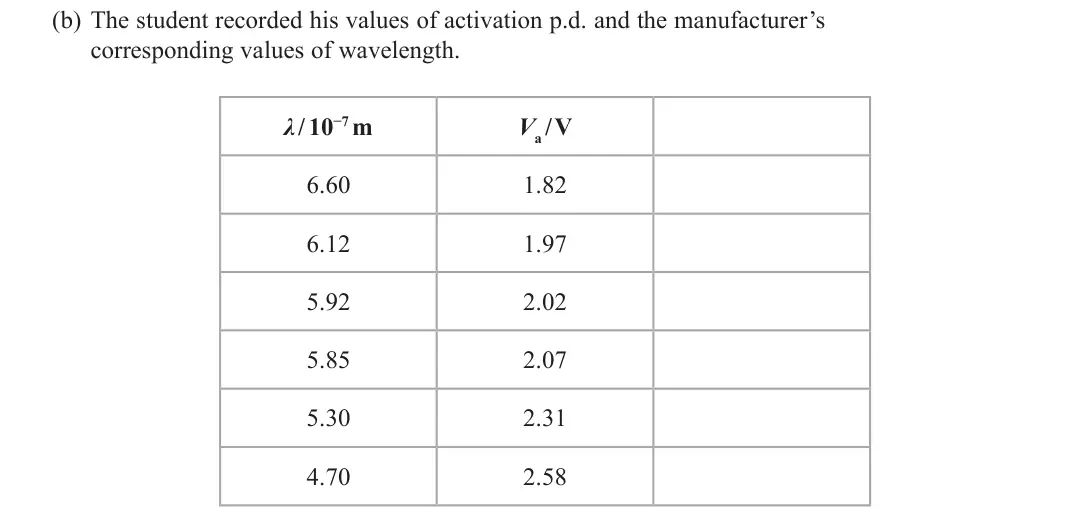 (b) The student recorded his values of activation p.d. and the manufacturer’s
corresponding values of wavelength.
λ/10⁻⁷ m Vₐ/V
6.60 1.82
6.12 1.97
5.92 2.02
5.85 2.07
5.30 2.31
4.70 2.58